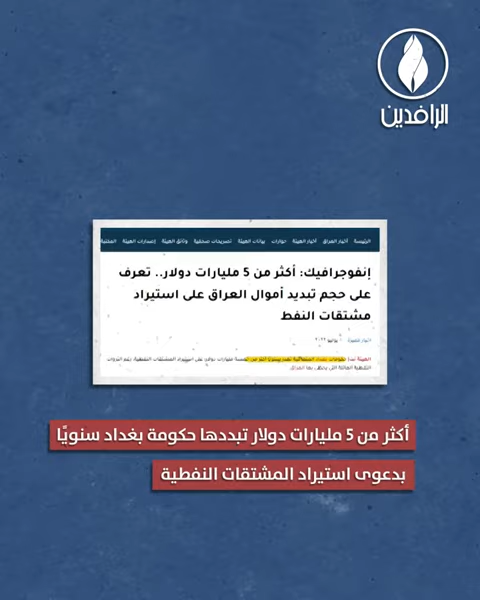 الرافدين
الرئيسة أخبار العراق أخبار الهيئة حوارات بيانات الهيئة تصريحات صحفية وثائق الهيئة إصدارات الهيئة المكتبة
إنفوجرافيك: أكثر من 5 مليارات دولار.. تعرف
على حجم تبديد أموال العراق على استيراد
مشتقات النفط
الهيئة نت
أكثر من 5 مليارات دولار تبددها حكومة بغداد سنويًا
بدعوى استيراد المشتقات النفطية